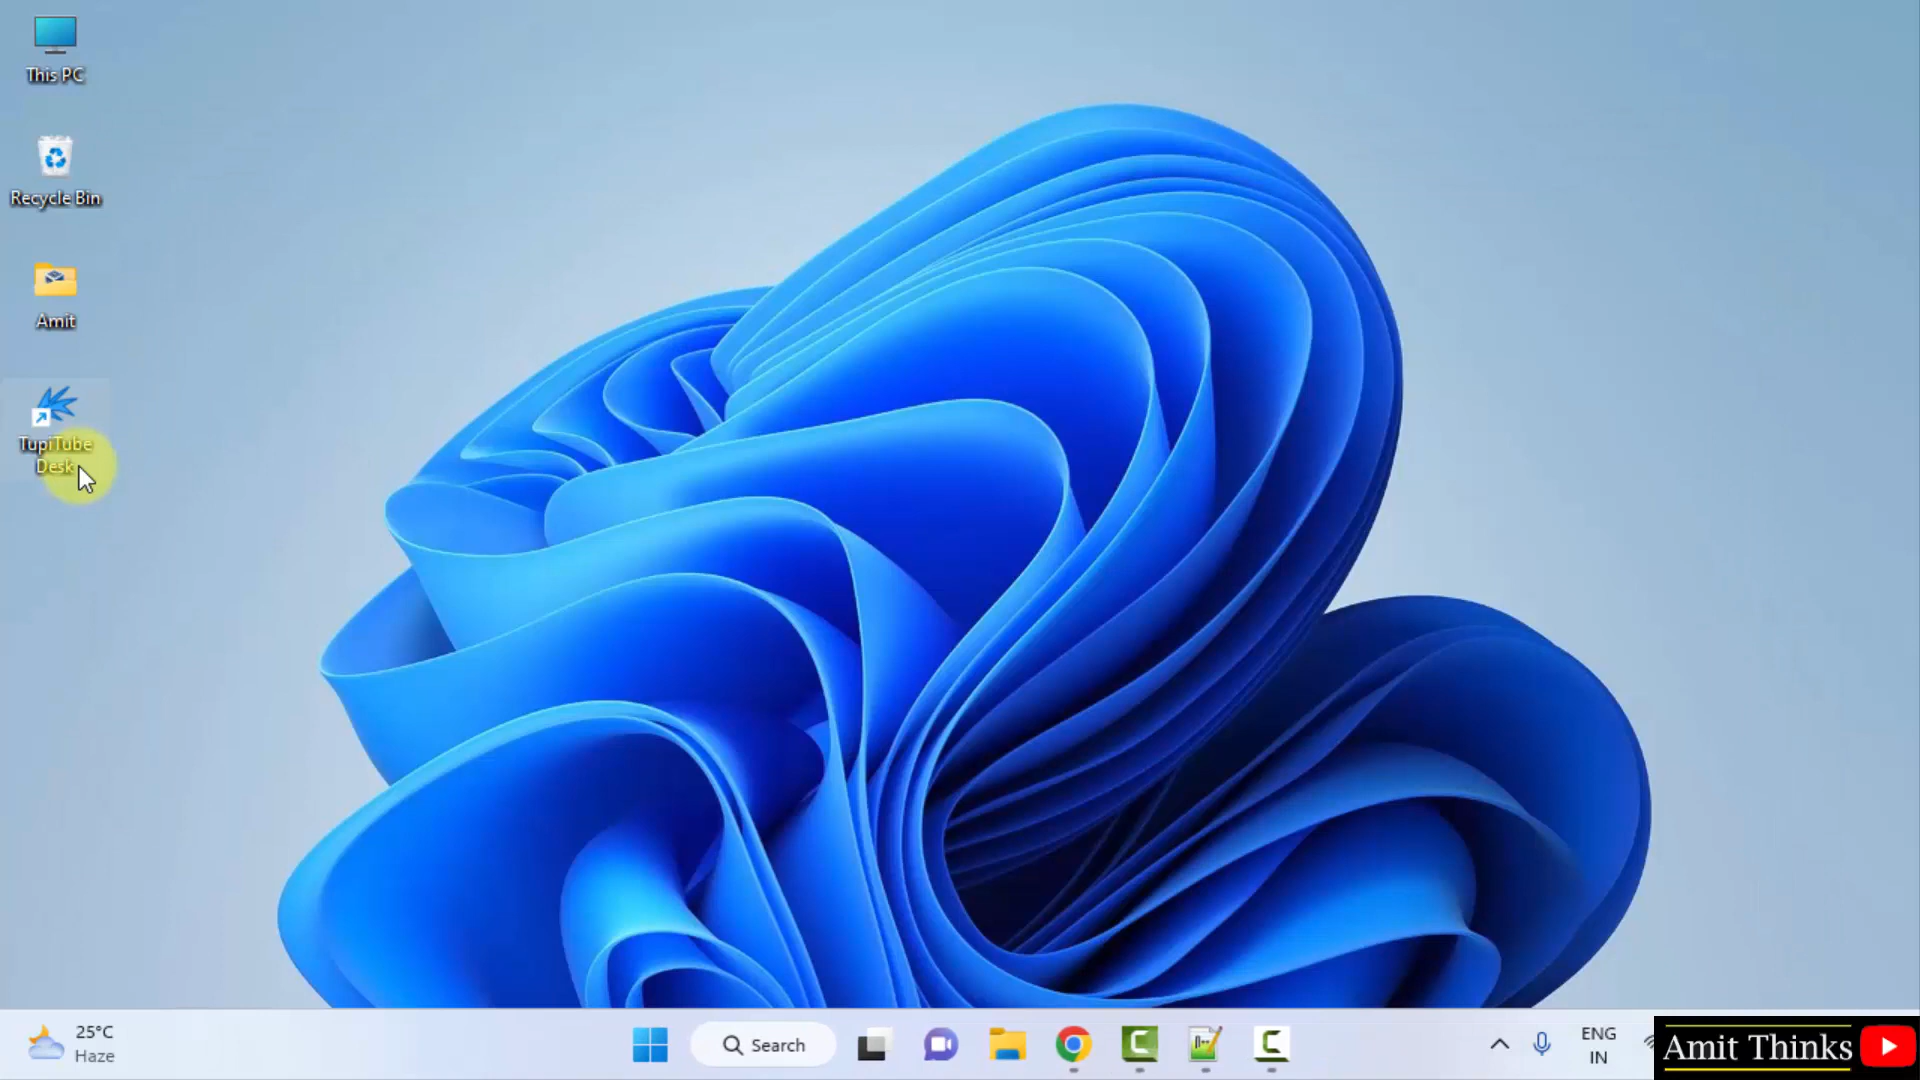 This PC
Recycle Bin
Amit
TupiTube
Desk
25°C
Haze
Search
ENG
IN
Amit Thinks